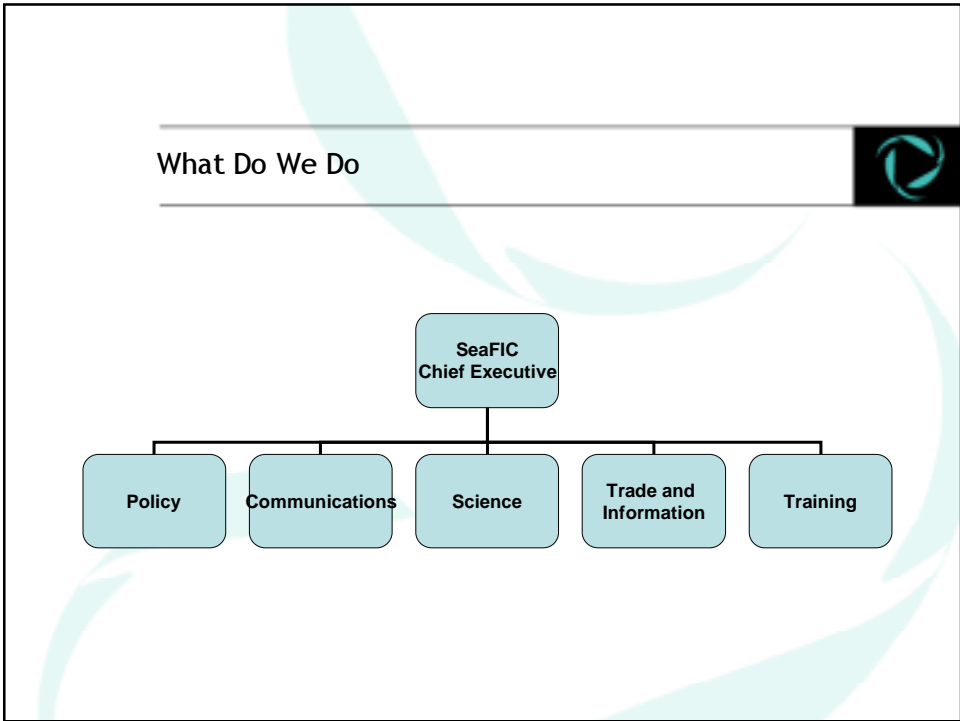 What Do We Do
SeaFIC
Chief Executive
Policy
Communications
Science
Trade and
Information
Training